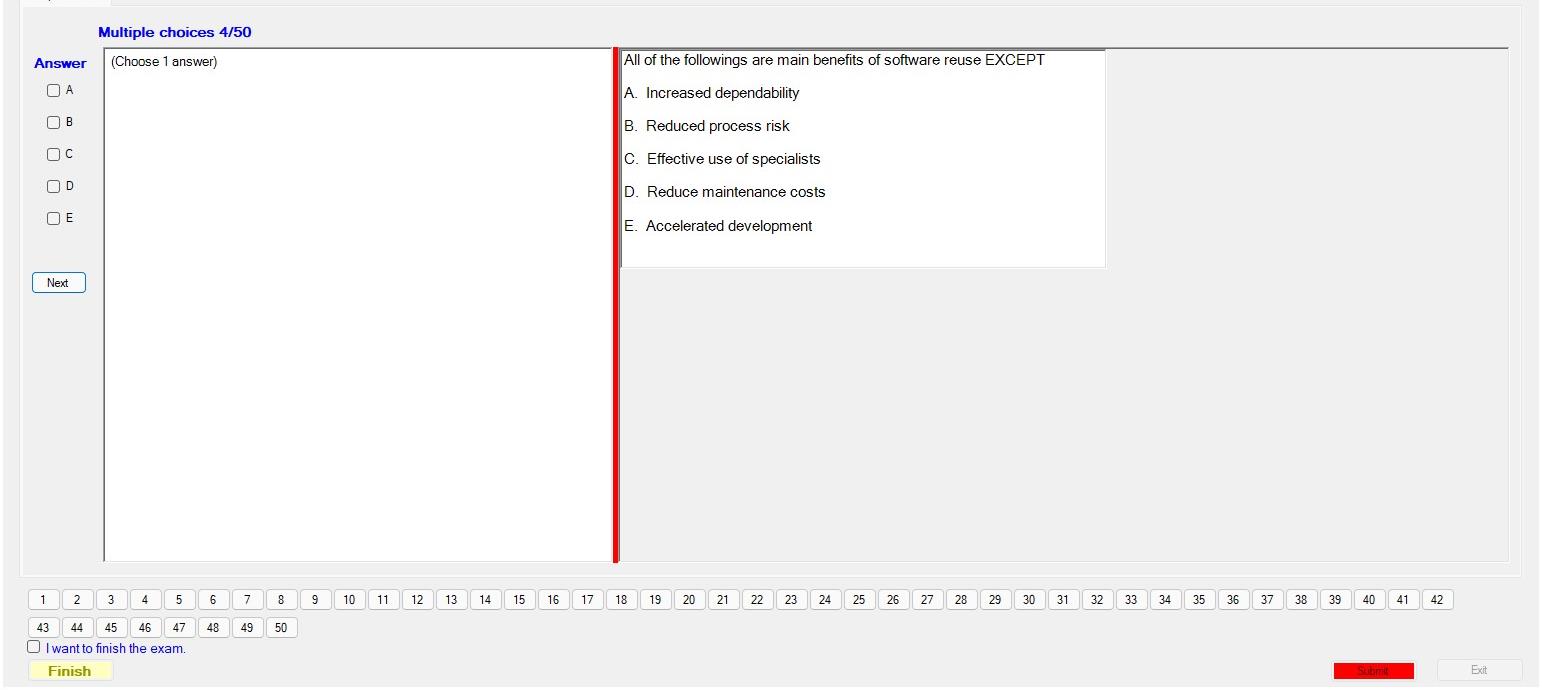 Multiple choices 4/50
Answer
(Choose 1 answer)
A
B
C
D
E
Next
All of the followings are main benefits of software reuse EXCEPT
A. Increased dependability
B. Reduced process risk
C. Effective use of specialists
D. Reduce maintenance costs
E. Accelerated development
1 2 3 4 5 6 7 8 9 10 11 12 13 14 15 16 17 18 19 20 21 22 23 24 25 26 27 28 29 30 31 32 33 34 35 36 37 38 39 40 41 42
43 44 45 46 47 48 49 50
I want to finish the exam.
Finish
Submit
Exit